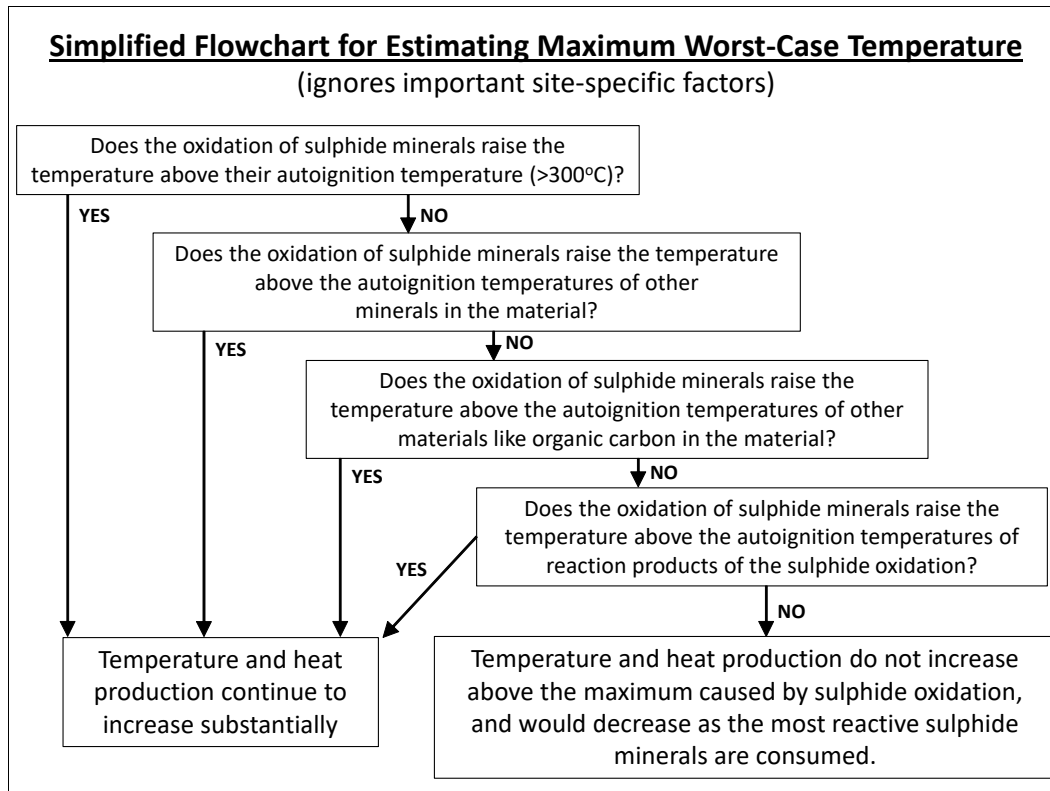 Simplified Flowchart for Estimating Maximum Worst-Case Temperature
(ignores important site-specific factors)
Does the oxidation of sulphide minerals raise the
temperature above their autoignition temperature (>300°C)?
YES
NO
Does the oxidation of sulphide minerals raise the temperature
above the autoignition temperatures of other
minerals in the material?
YES
NO
Does the oxidation of sulphide minerals raise the
temperature above the autoignition temperatures of other
materials like organic carbon in the material?
YES
NO
Does the oxidation of sulphide minerals raise the
temperature above the autoignition temperatures of
reaction products of the sulphide oxidation?
YES
NO
Temperature and heat
production continue to
increase substantially
Temperature and heat production do not increase
above the maximum caused by sulphide oxidation,
and would decrease as the most reactive sulphide
minerals are consumed.